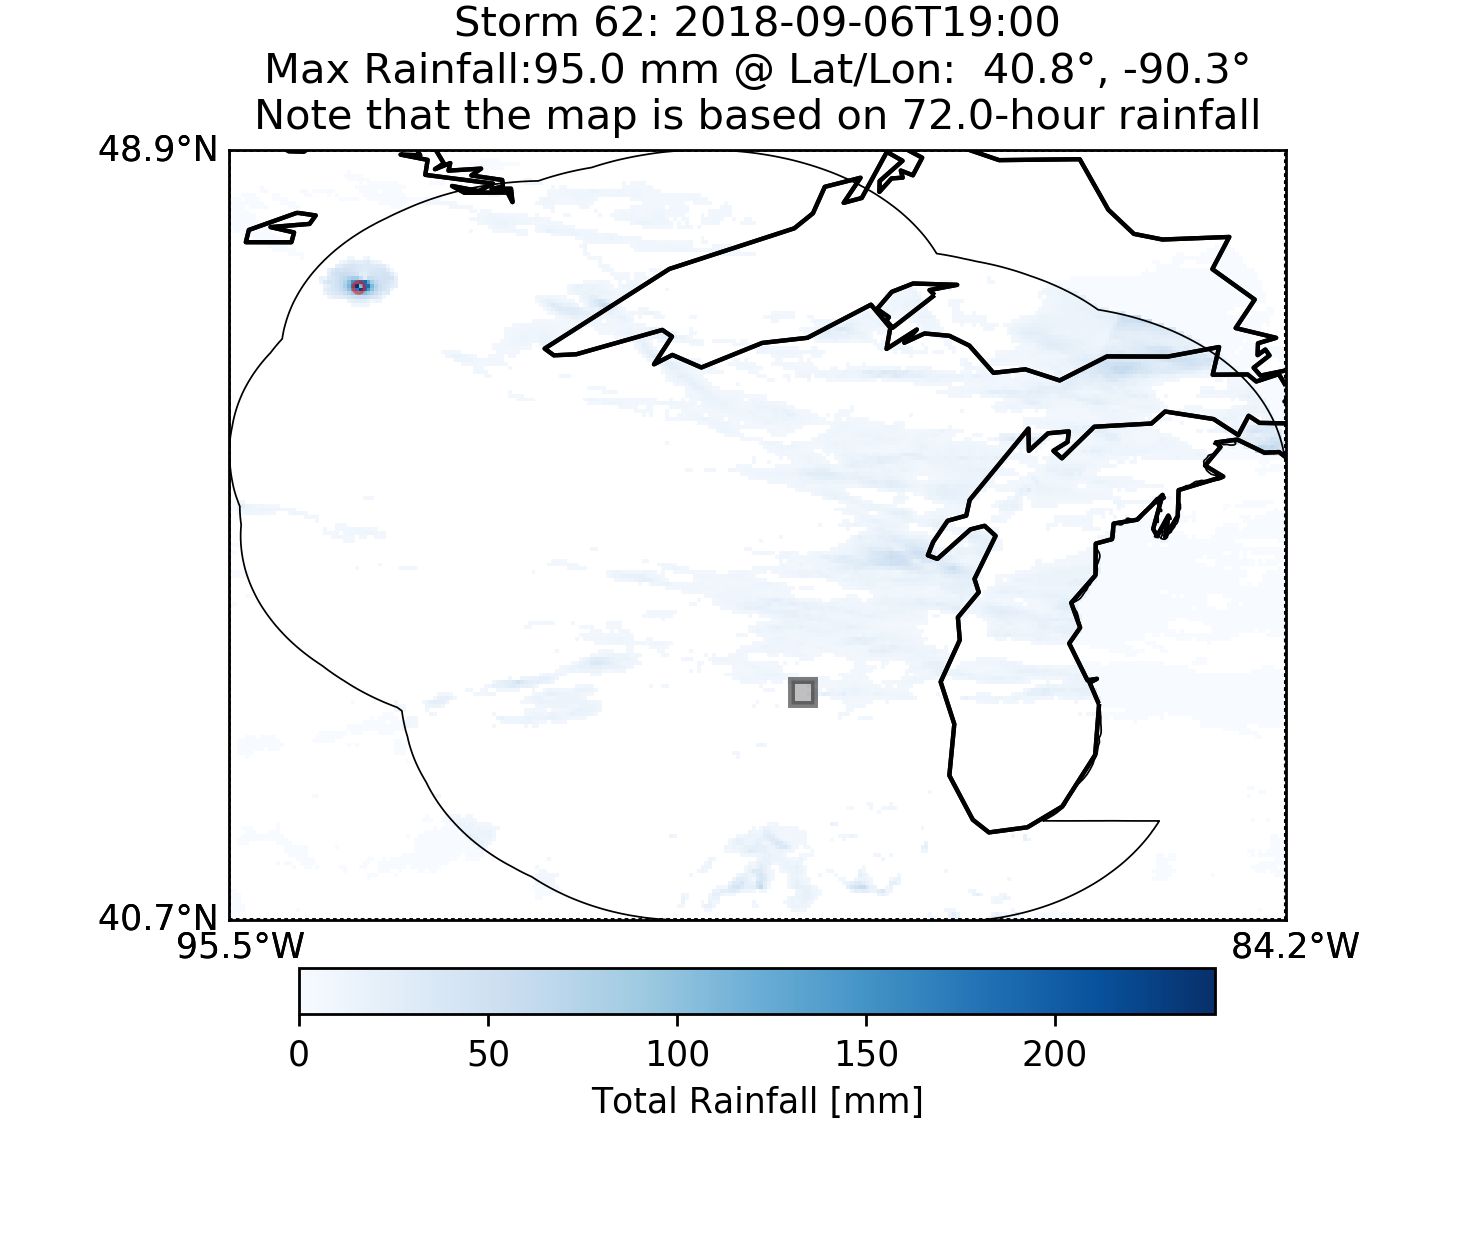 Storm 62: 2018-09-06T19:00
Max Rainfall:95.0 mm @ Lat/Lon:  40.8°, -90.3°
Note that the map is based on 72.0-hour rainfall
48.9°N
40.7°N
95.5°W 84.2°W
0 50 100 150 200
Total Rainfall [mm]